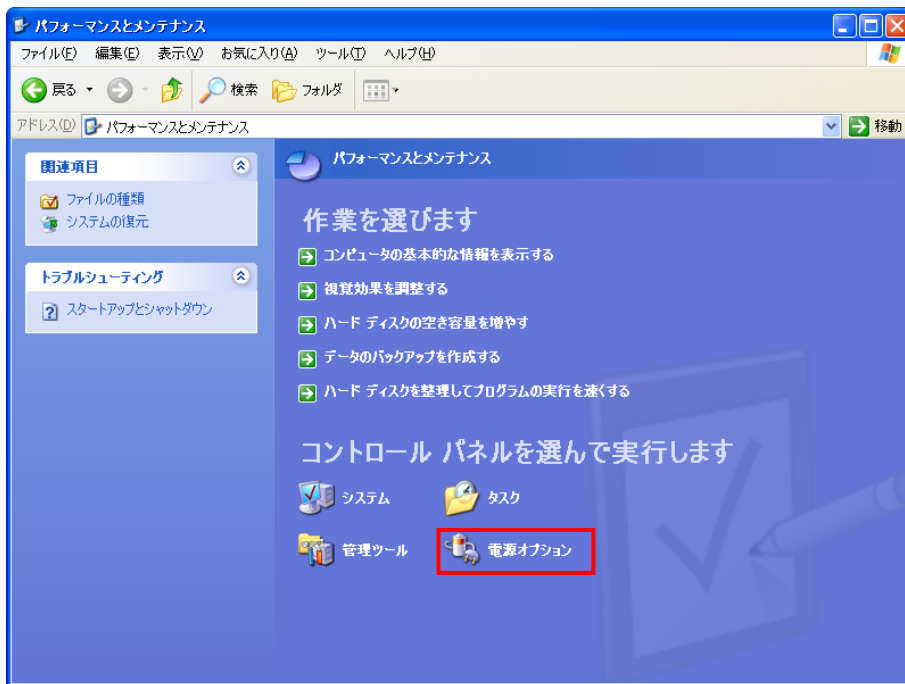 パフォーマンスとメンテナンス
ファイル(F) 編集(E) 表示(V) お気に入り(A) ツール(T) ヘルプ(H)
戻る 検索 フォルダ
アドレス(D) パフォーマンスとメンテナンス 移動
関連項目
ファイルの種類
システムの復元
トラブルシューティング
スタートアップとシャットダウン
パフォーマンスとメンテナンス
作業を選びます
コンピュータの基本的な情報を表示する
視覚効果を調整する
ハード ディスクの空き容量を増やす
データのバックアップを作成する
ハード ディスクを整理してプログラムの実行を速くする
コントロール パネルを選んで実行します
システム タスク
管理ツール 電源オプション